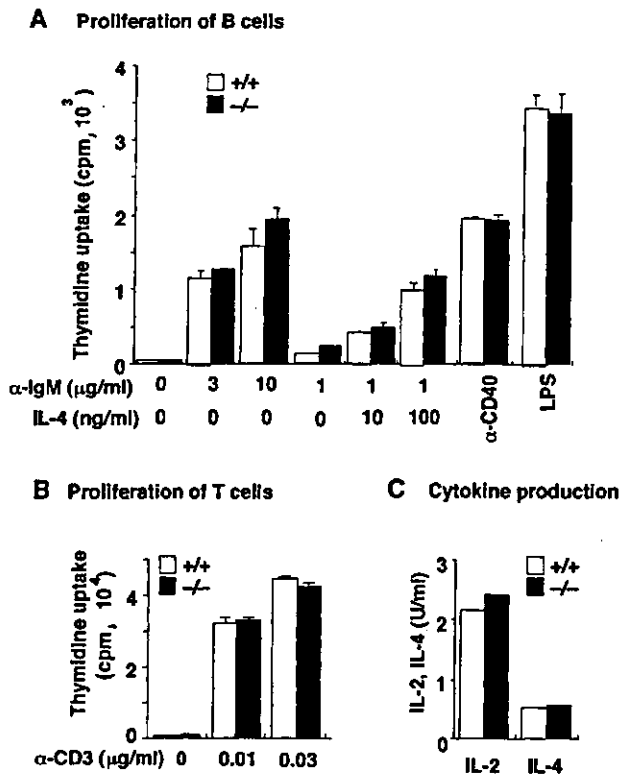 A Proliferation of B cells
Thymidine uptake (cpm, 10³)
4
3
2
1
0
+/+
–/–
α-IgM (μg/ml) 0 3 10 1 1 1
IL-4 (ng/ml) 0 0 0 0 10 100
α-CD40
LPS
B Proliferation of T cells
Thymidine uptake
(cpm, 10⁴)
4
2
0
+/+
–/–
α-CD3 (μg/ml) 0 0.01 0.03
C Cytokine production
IL-2, IL-4 (U/ml)
3
2
1
0
+/+
–/–
IL-2 IL-4